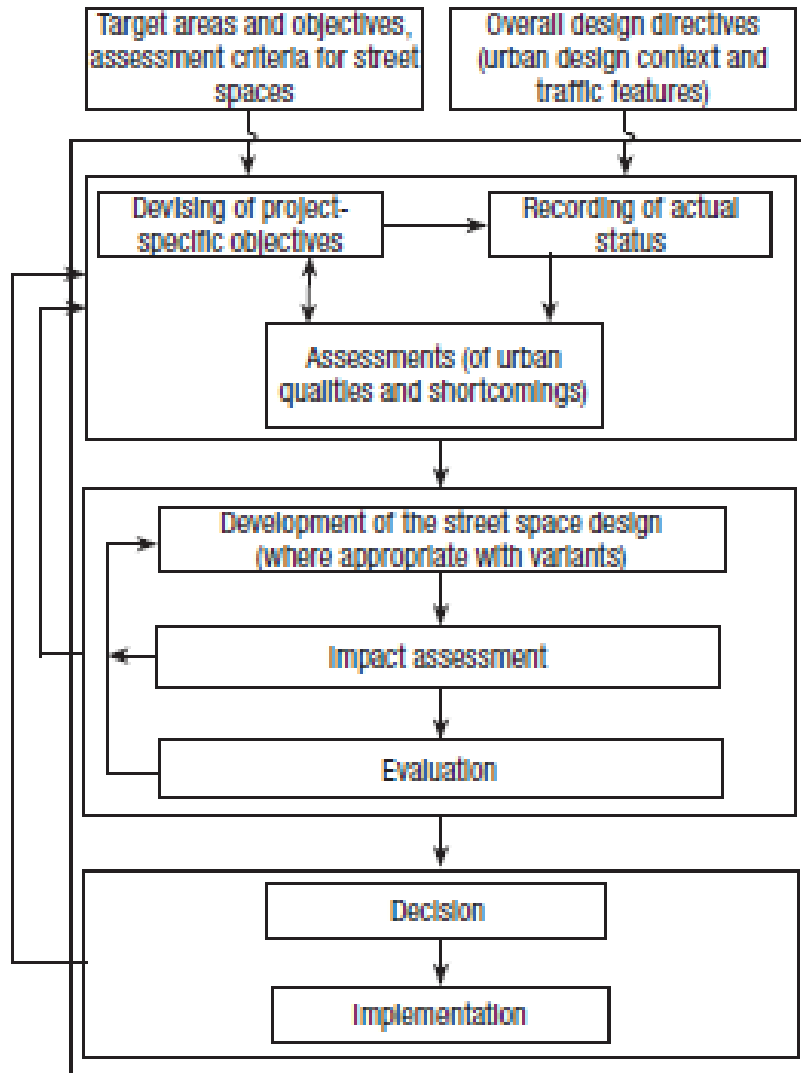 Target areas and objectives,
assessment criteria for street
spaces
Overall design directives
(urban design context and
traffic features)
Devising of project-
specific objectives
Recording of actual
status
Assessments (of urban
qualities and shortcomings)
Development of the street space design
(where appropriate with variants)
Impact assessment
Evaluation
Decision
Implementation